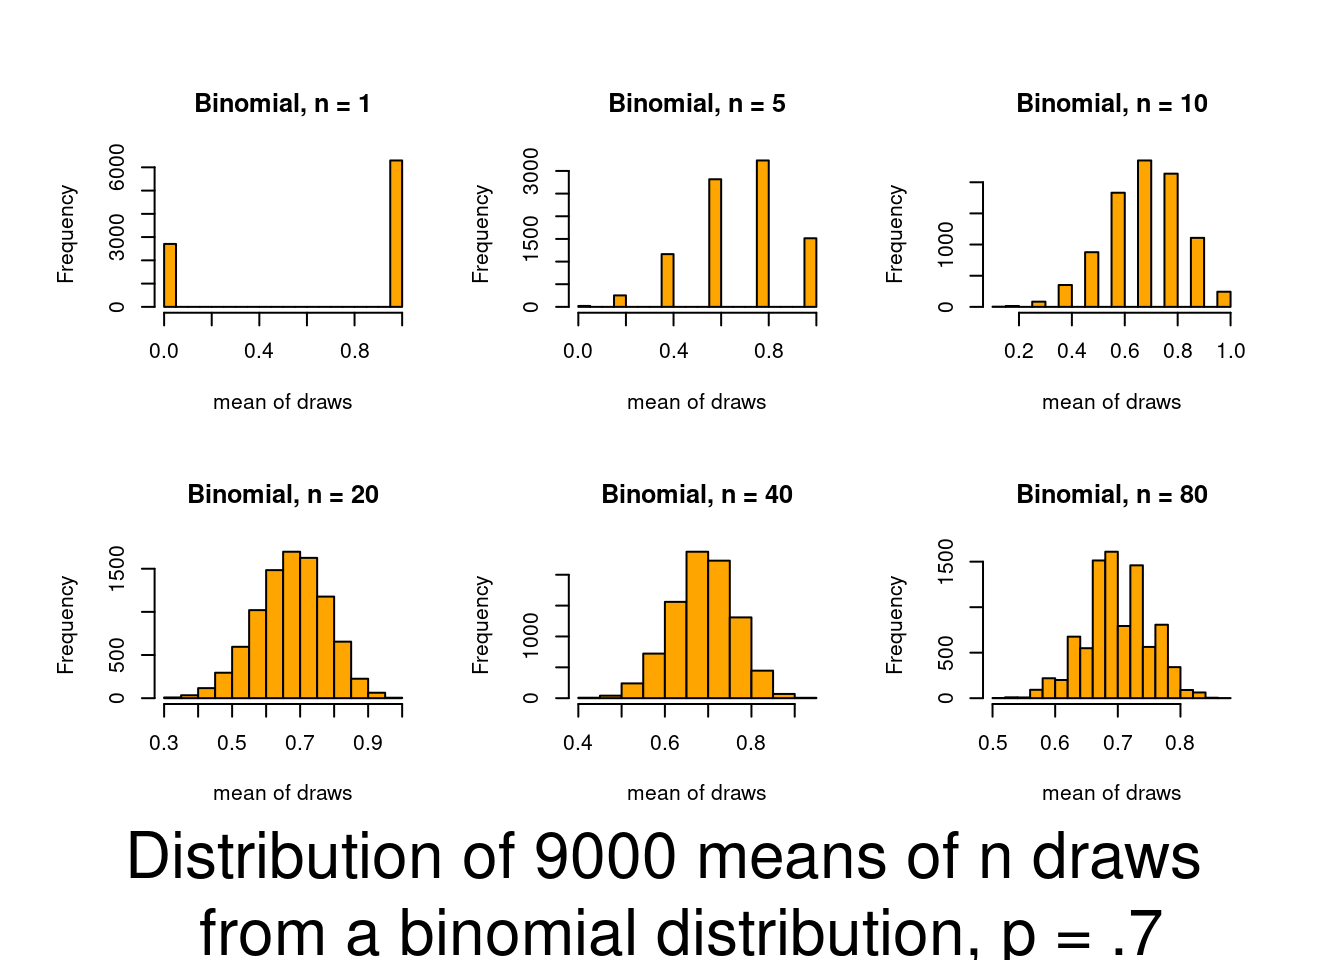 Binomial, n = 1
Frequency
0 3000 6000
0.0 0.4 0.8
mean of draws
Binomial, n = 5
Frequency
0 1500 3000
0.0 0.4 0.8
mean of draws
Binomial, n = 10
Frequency
0 1000
0.2 0.4 0.6 0.8 1.0
mean of draws
Binomial, n = 20
Frequency
0 500 1500
0.3 0.5 0.7 0.9
mean of draws
Binomial, n = 40
Frequency
0 1000
0.4 0.6 0.8
mean of draws
Binomial, n = 80
Frequency
0 500 1500
0.5 0.6 0.7 0.8
mean of draws
Distribution of 9000 means of n draws
from a binomial distribution, p = .7